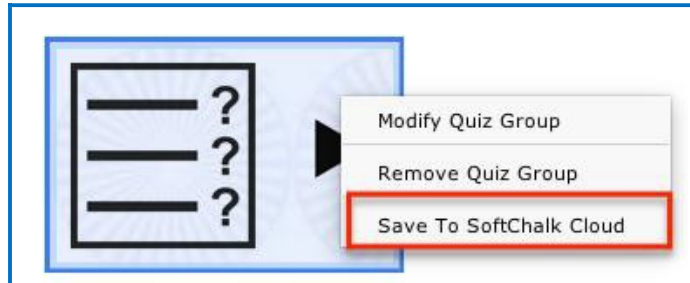 ?
?
?
Modify Quiz Group
Remove Quiz Group
Save To SoftChalk Cloud